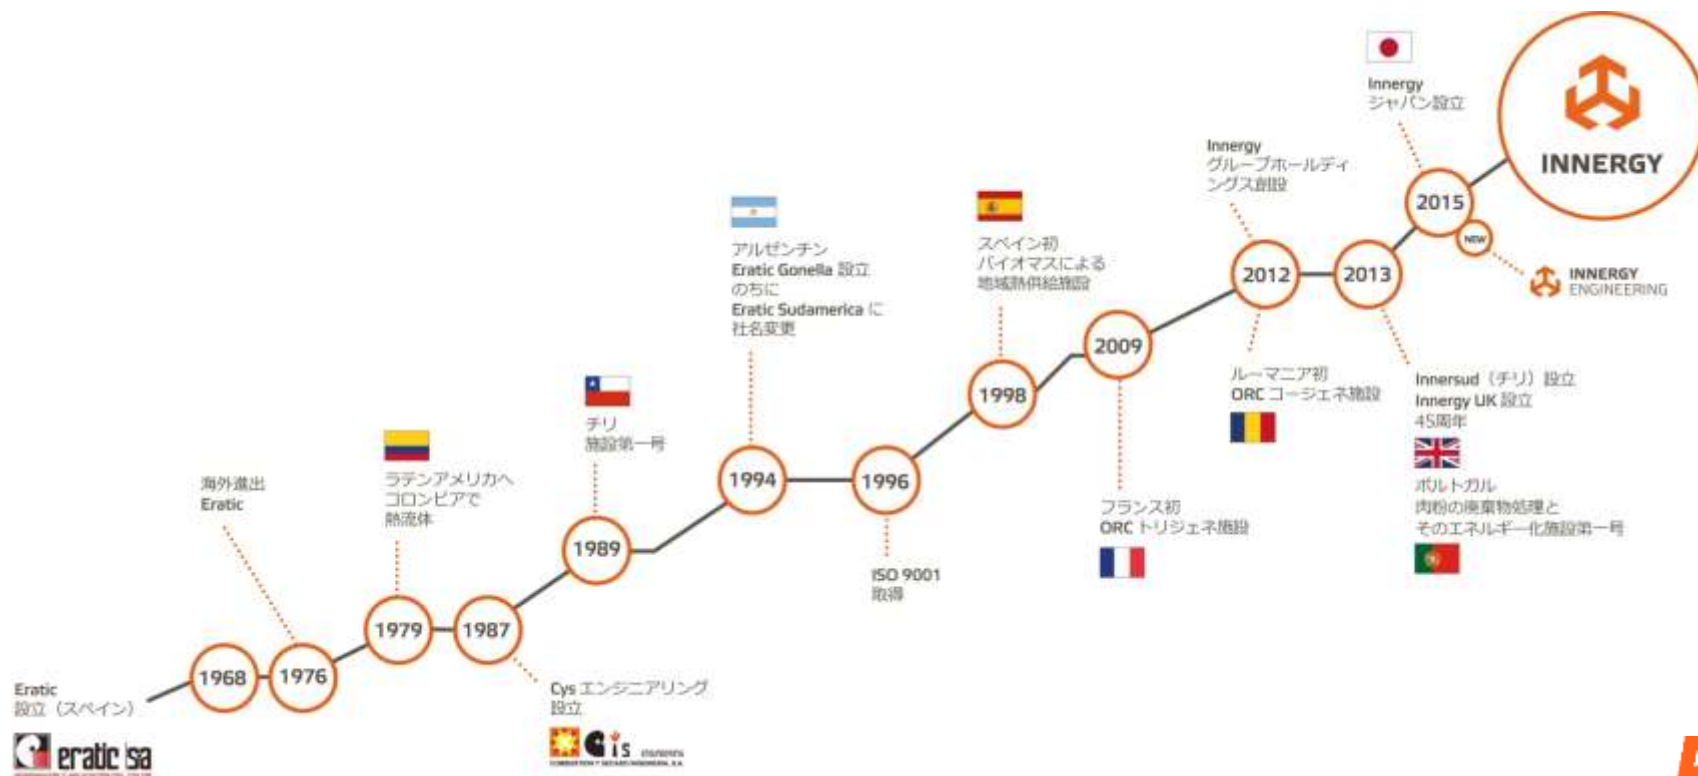 Eratic
設立（スペイン）
eratic sa
1968
1976
海外進出
Eratic
1979
ラテンアメリカへ
コロンビアで
熱流体
1987
Cys エンジニアリング
設立
1989
チリ
施設第一号
1994
アルゼンチン
Eratic Gonella 設立
のちに
Eratic Sudamerica に
社名変更
1996
ISO 9001
取得
1998
スペイン初
バイオマスによる
地域熱供給施設
2009
フランス初
ORC トリジェネ施設
2012
Innergy
グループホールディ
ングス創設
ルーマニア初
ORC コージェネ施設
2013
Innersud（チリ）設立
Innergy UK 設立
45周年
ポルトガル
肉粉の廃棄物処理と
そのエネルギー化施設第一号
2015
Innergy
ジャパン設立
NEW
INNERGY
ENGINEERING
INNERGY